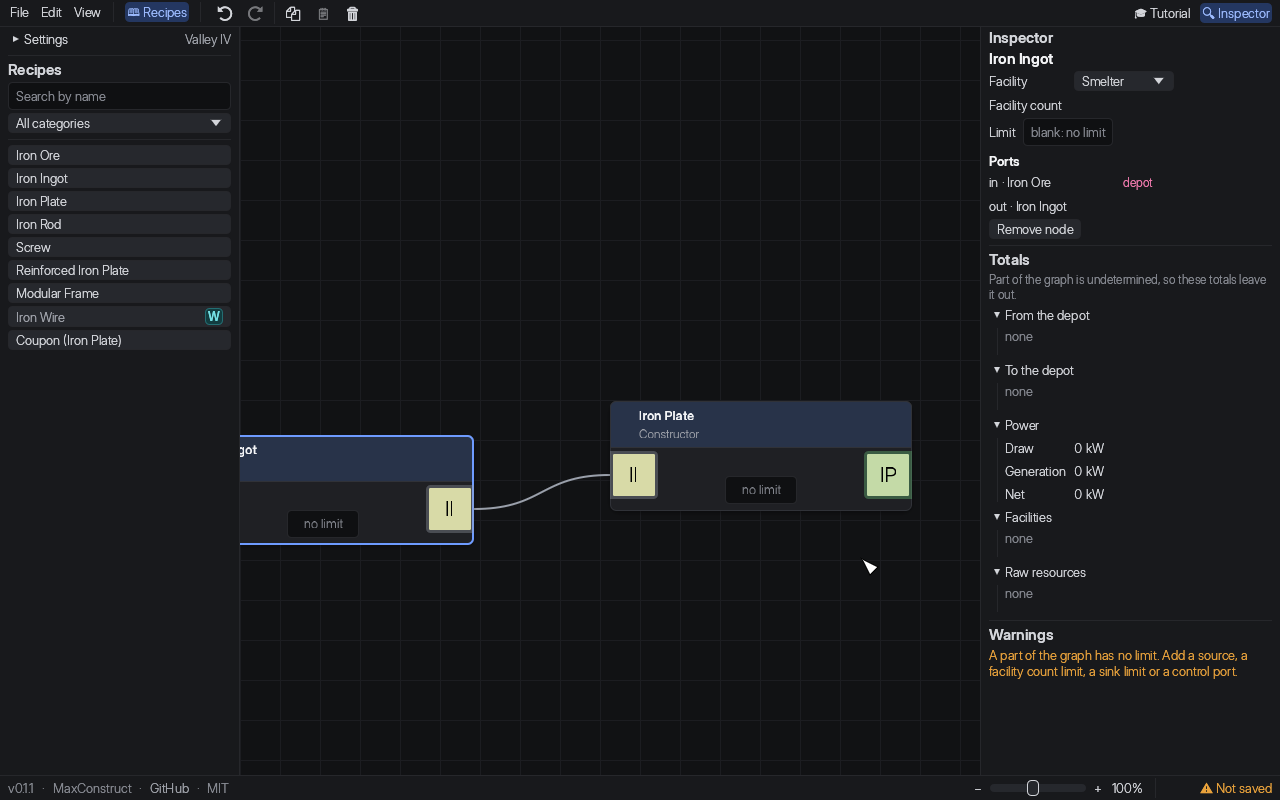 File Edit View Recipes Tutorial Inspector
Settings Valley IV
Recipes
Search by name
All categories
Iron Ore
Iron Ingot
Iron Plate
Iron Rod
Screw
Reinforced Iron Plate
Modular Frame
Iron Wire W
Coupon (Iron Plate)
got
no limit
II
Iron Plate
Constructor
II
no limit
IP
Inspector
Iron Ingot
Facility Smelter
Facility count
Limit blank: no limit
Ports
in · Iron Ore depot
out · Iron Ingot
Remove node
Totals
Part of the graph is undetermined, so these totals leave
it out.
From the depot
none
To the depot
none
Power
Draw 0 kW
Generation 0 kW
Net 0 kW
Facilities
none
Raw resources
none
Warnings
A part of the graph has no limit. Add a source, a
facility count limit, a sink limit or a control port.
v0.1.1 · MaxConstruct · GitHub · MIT
− + 100% Not saved